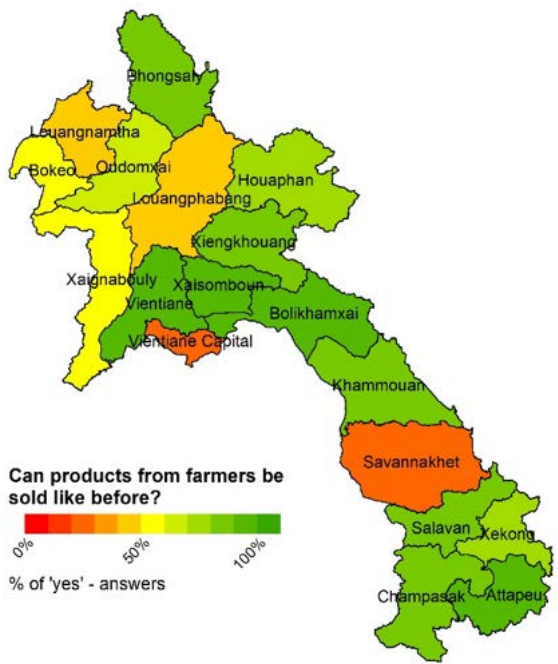 Phongsaly
Louangnamtha
Bokeo
Oudomxai
Houaphan
Louangphabang
Xiengkhouang
Xaignabouly
Xaisomboun
Vientiane
Bolikhamxai
Vientiane Capital
Khammouan
Savannakhet
Can products from farmers be
sold like before?
0%
50%
100%
% of 'yes' - answers
Salavan
Xekong
Champasak
Attapeu